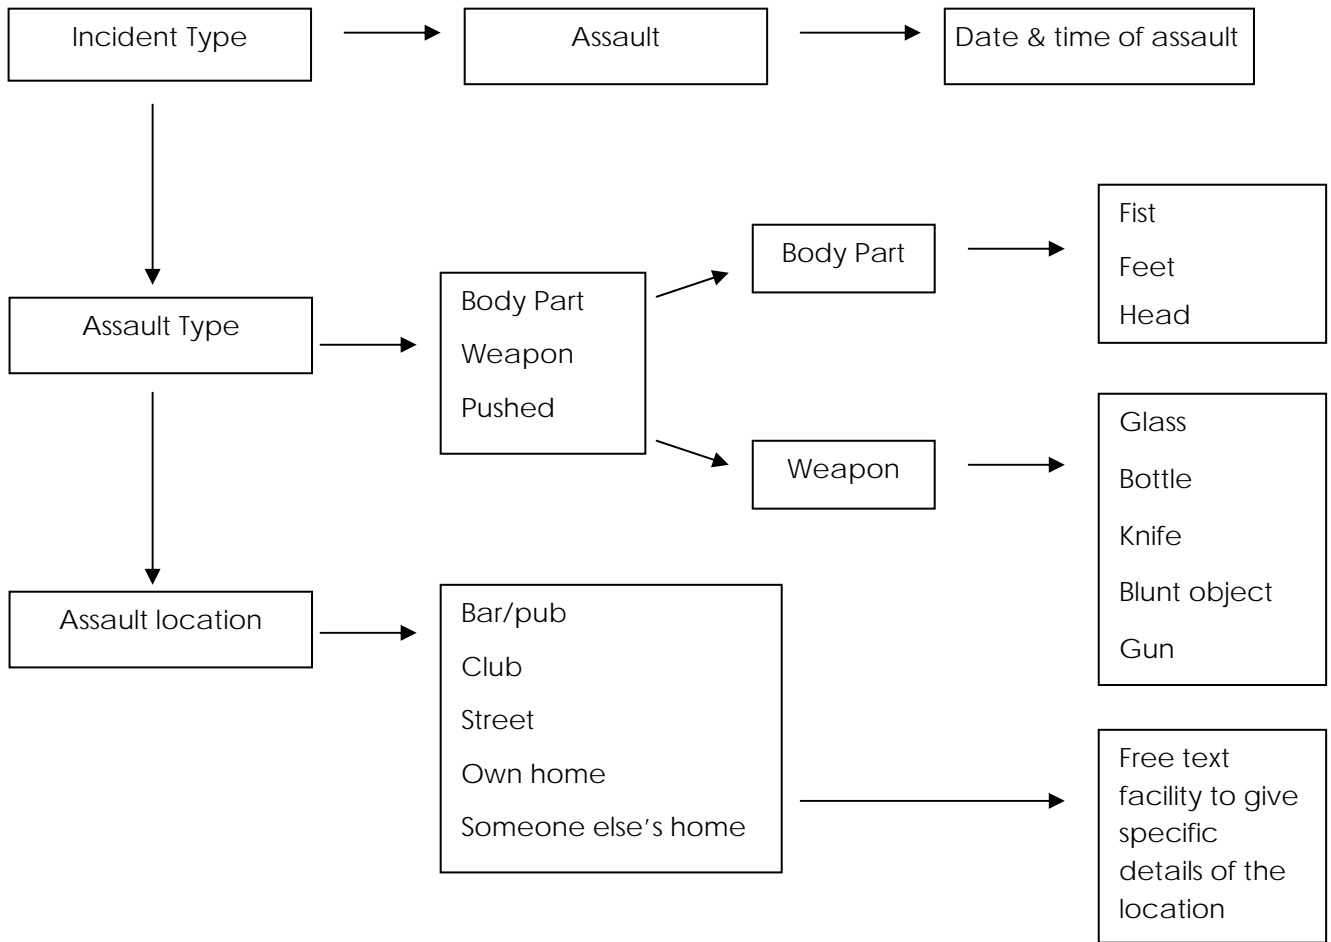 Incident Type
Assault
Date & time of assault
Assault Type
Body Part
Weapon
Pushed
Body Part
Fist
Feet
Head
Weapon
Glass
Bottle
Knife
Blunt object
Gun
Assault location
Bar/pub
Club
Street
Own home
Someone else's home
Free text
facility to give
specific
details of the
location